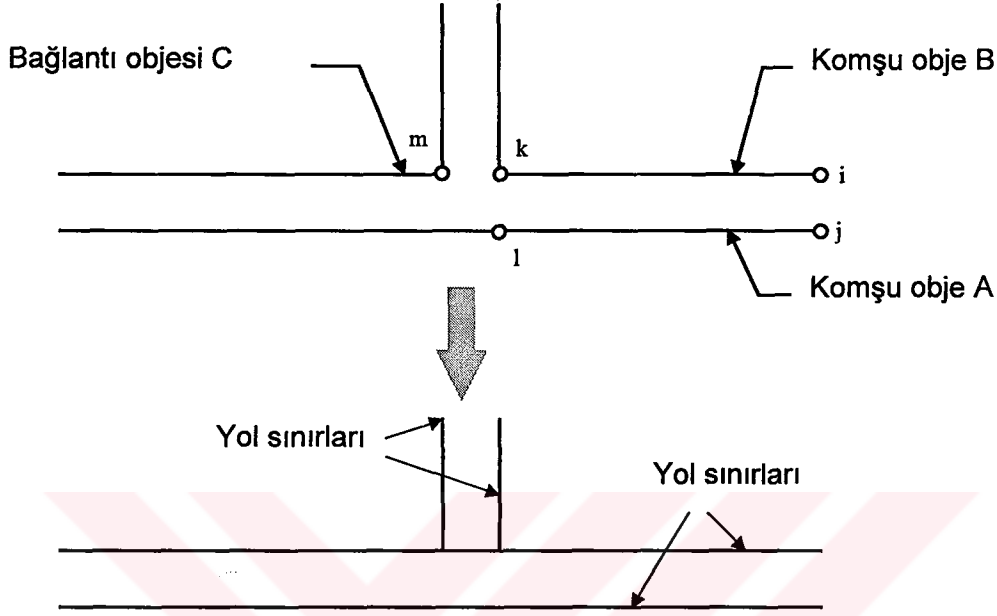 Bağlantı objesi C
Komşu obje B
m
k
i
j
l
Komşu obje A
Yol sınırları
Yol sınırları